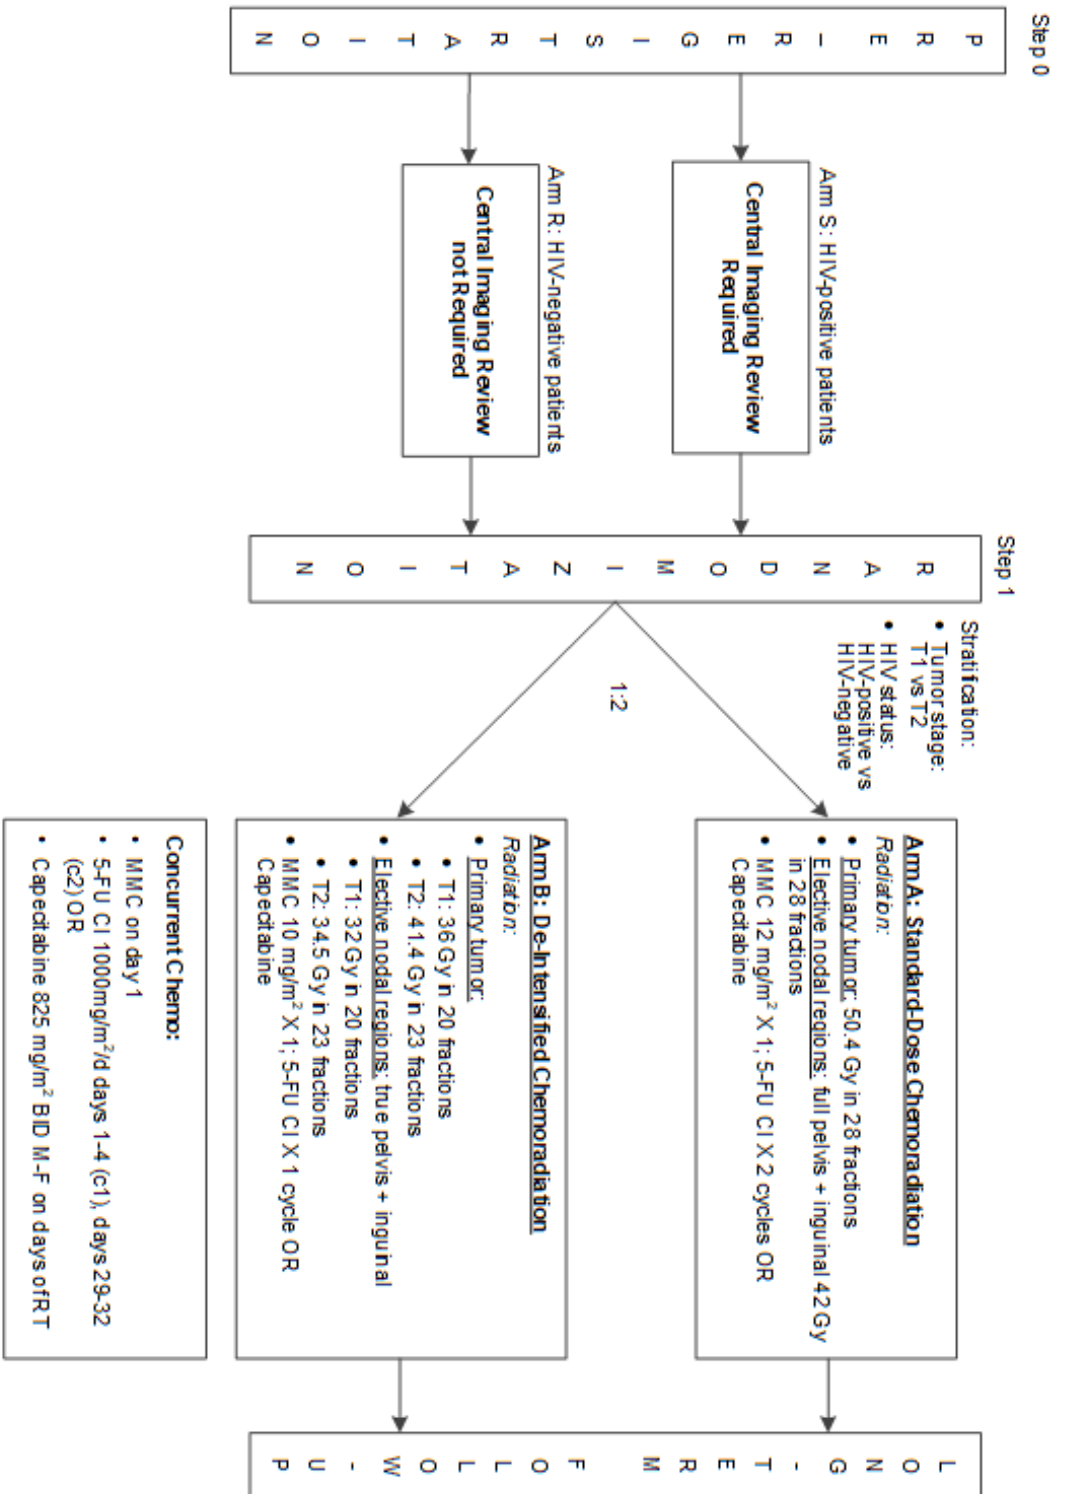 Step 0
PRE-REGISTRATION
Arm S: HIV-positive patients
Central Imaging Review
Required
Arm R: HIV-negative patients
Central Imaging Review
not Required
Step 1
RANDOMIZATION
Stratification:
• Tumor stage:
T1 vs T2
• HIV status:
HIV-positive vs
HIV-negative
1:2
Arm A: Standard-Dose Chemoradiation
Radiation:
• Primary tumor: 50.4 Gy in 28 fractions
• Elective nodal regions: full pelvis + inguinal 42 Gy
in 28 fractions
• MMC 12 mg/m² X 1; 5-FU CI X 2 cycles OR
Capecitabine
Arm B: De-Intensified Chemoradiation
Radiation:
• Primary tumor:
• T1: 36 Gy in 20 fractions
• T2: 41.4 Gy in 23 fractions
• Elective nodal regions: true pelvis + inguinal
• T1: 32 Gy in 20 fractions
• T2: 34.5 Gy in 23 fractions
• MMC 10 mg/m² X 1; 5-FU CI X 1 cycle OR
Capecitabine
Concurrent Chemo:
• MMC on day 1
• 5-FU CI 1000mg/m²/d days 1-4 (c1), days 29-32
(c2) OR
• Capecitabine 825 mg/m² BID M-F on days of RT
LONG-TERM FOLLOW-UP